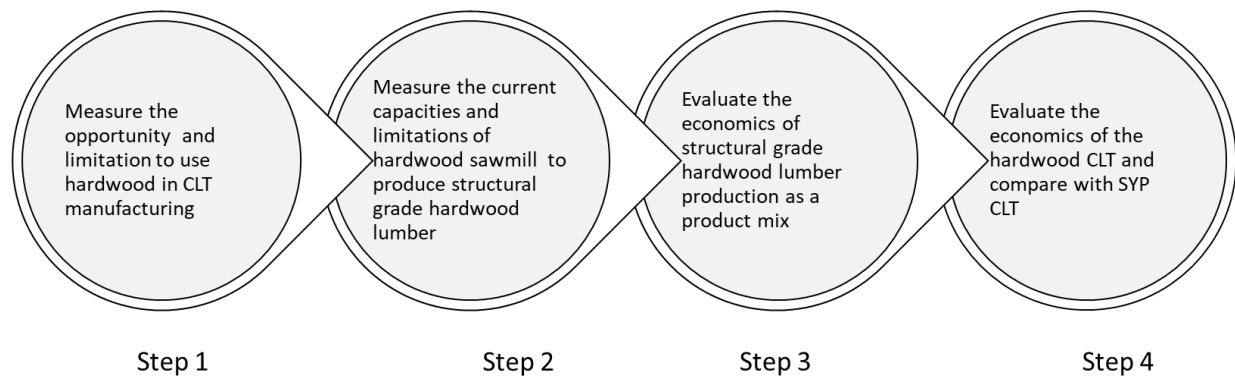 Measure the
opportunity and
limitation to use
hardwood in CLT
manufacturing
Measure the current
capacities and
limitations of
hardwood sawmill to
produce structural
grade hardwood
lumber
Evaluate the
economics of
structural grade
hardwood lumber
production as a
product mix
Evaluate the
economics of the
hardwood CLT and
compare with SYP
CLT
Step 1
Step 2
Step 3
Step 4